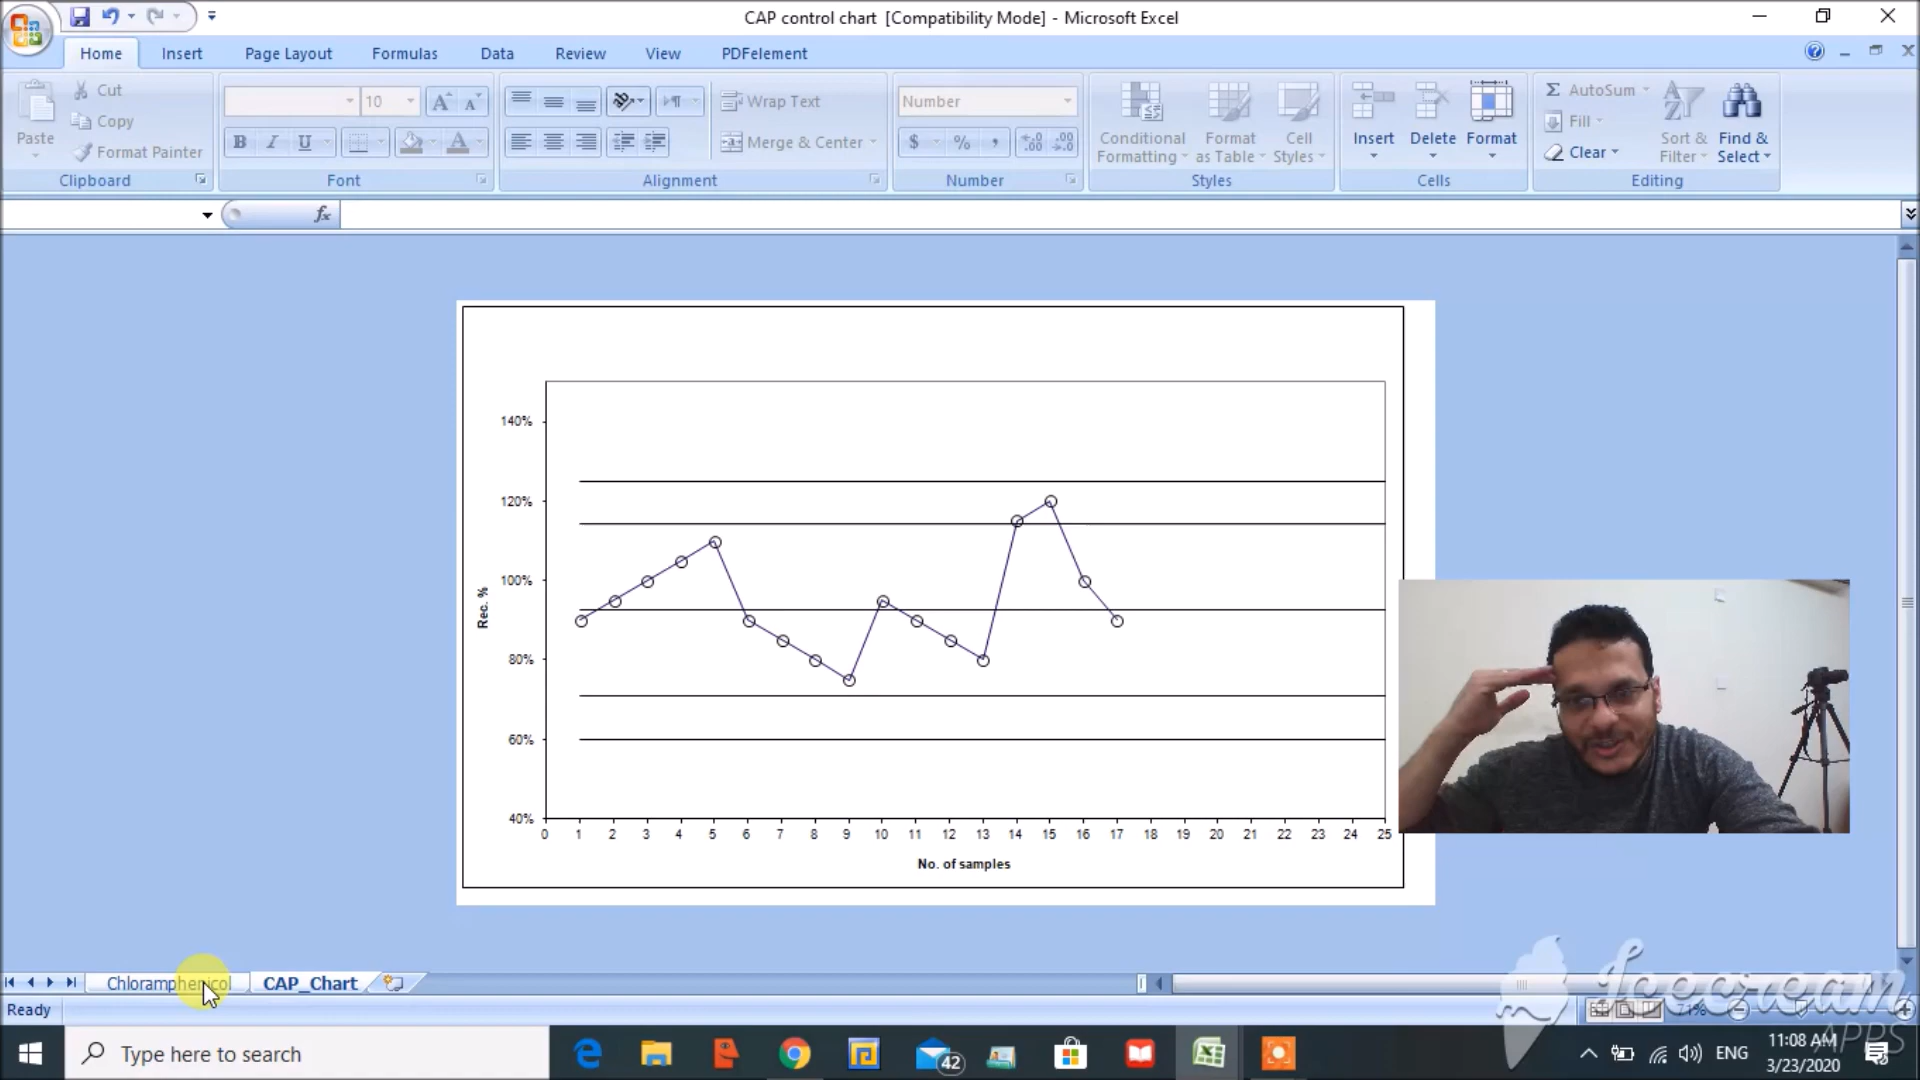 CAP control chart [Compatibility Mode] - Microsoft Excel
Home Insert Page Layout Formulas Data Review View PDFelement
Paste
Cut
Copy
Format Painter
Clipboard
10
A A
B I U
A
Font
Wrap Text
Merge & Center
Alignment
Number
$ % ,
Number
Conditional Formatting
Format as Table
Cell Styles
Styles
Insert Delete Format
Cells
Σ AutoSum
Fill
Clear
Sort & Filter
Find & Select
Editing
fx
140%
120%
100%
80%
60%
40%
Rec. %
0 1 2 3 4 5 6 7 8 9 10 11 12 13 14 15 16 17 18 19 20 21 22 23 24 25
No. of samples
Chloramphenicol CAP_Chart
Ready
71%
Icecream
APPS
Type here to search
42
ENG
11:08 AM
3/23/2020